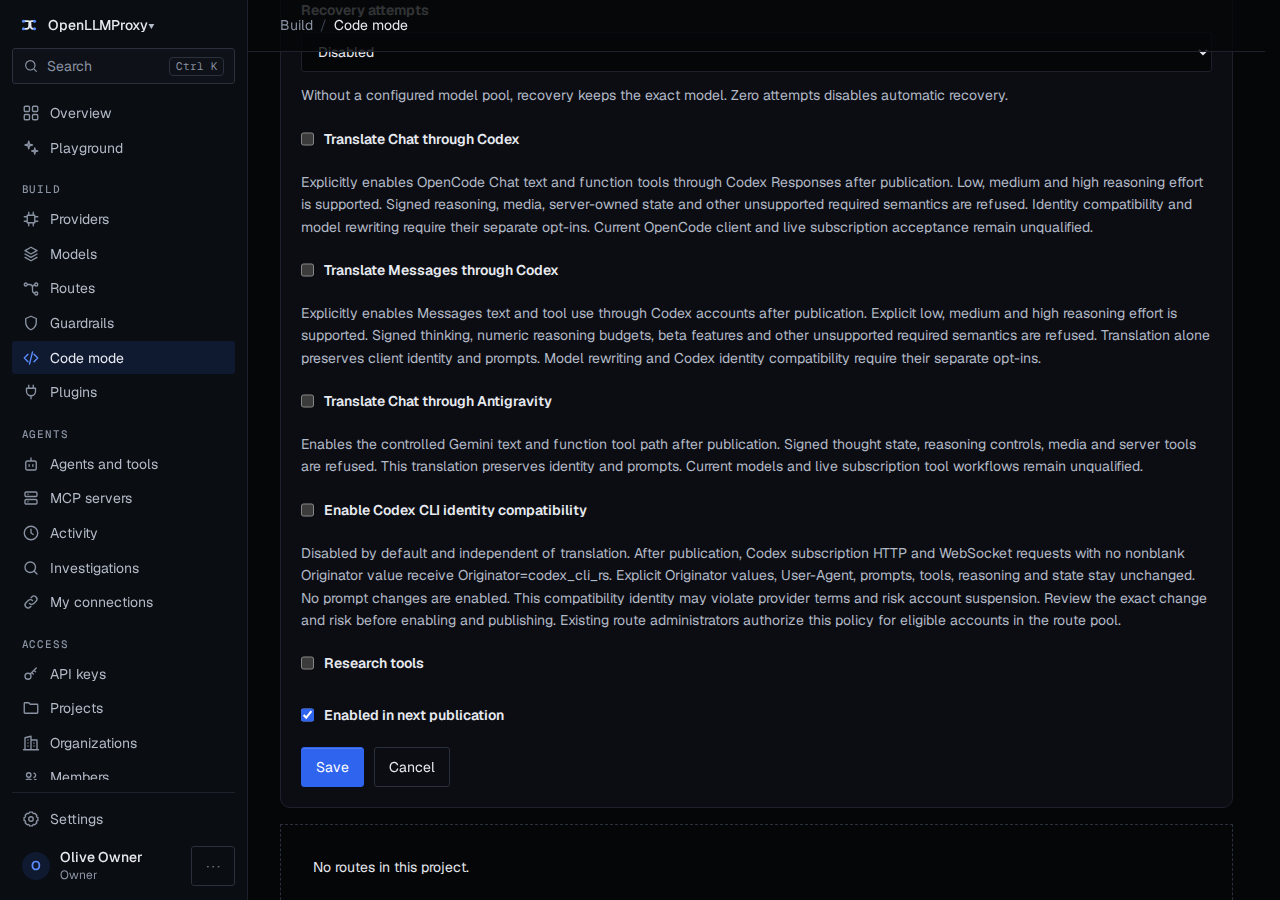 OpenLLMProxy
Search
Ctrl K
Overview
Playground
BUILD
Providers
Models
Routes
Guardrails
Code mode
Plugins
AGENTS
Agents and tools
MCP servers
Activity
Investigations
My connections
ACCESS
API keys
Projects
Organizations
Members
Settings
O
Olive Owner
Owner
...
Recovery attempts
Build / Code mode
Disabled
Without a configured model pool, recovery keeps the exact model. Zero attempts disables automatic recovery.
Translate Chat through Codex
Explicitly enables OpenCode Chat text and function tools through Codex Responses after publication. Low, medium and high reasoning effort
is supported. Signed reasoning, media, server-owned state and other unsupported required semantics are refused. Identity compatibility and
model rewriting require their separate opt-ins. Current OpenCode client and live subscription acceptance remain unqualified.
Translate Messages through Codex
Explicitly enables Messages text and tool use through Codex accounts after publication. Explicit low, medium and high reasoning effort is
supported. Signed thinking, numeric reasoning budgets, beta features and other unsupported required semantics are refused. Translation alone
preserves client identity and prompts. Model rewriting and Codex identity compatibility require their separate opt-ins.
Translate Chat through Antigravity
Enables the controlled Gemini text and function tool path after publication. Signed thought state, reasoning controls, media and server tools
are refused. This translation preserves identity and prompts. Current models and live subscription tool workflows remain unqualified.
Enable Codex CLI identity compatibility
Disabled by default and independent of translation. After publication, Codex subscription HTTP and WebSocket requests with no nonblank
Originator value receive Originator=codex_cli_rs. Explicit Originator values, User-Agent, prompts, tools, reasoning and state stay unchanged.
No prompt changes are enabled. This compatibility identity may violate provider terms and risk account suspension. Review the exact change
and risk before enabling and publishing. Existing route administrators authorize this policy for eligible accounts in the route pool.
Research tools
Enabled in next publication
Save
Cancel
No routes in this project.